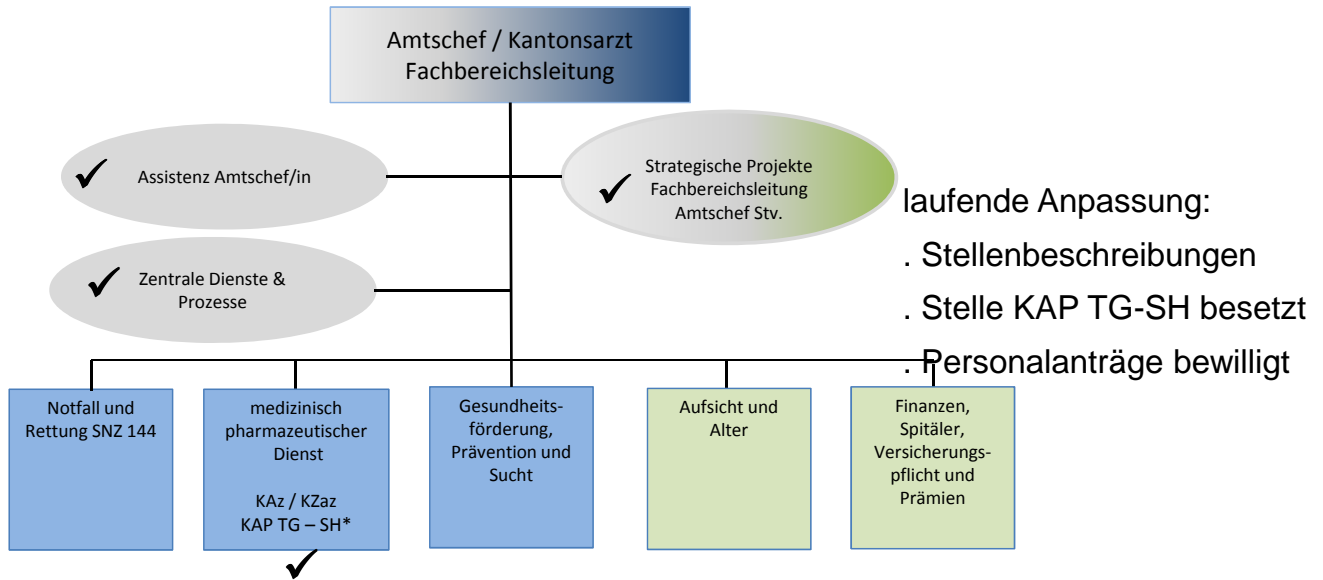 Amtschef / Kantonsarzt
Fachbereichsleitung
Assistenz Amtschef/in
Strategische Projekte
Fachbereichsleitung
Amtschef Stv.
Zentrale Dienste &
Prozesse
laufende Anpassung:
. Stellenbeschreibungen
. Stelle KAP TG-SH besetzt
. Personalanträge bewilligt
Notfall und
Rettung SNZ 144
medizinisch
pharmazeutischer
Dienst
KAz / KZaz
KAP TG – SH*
Gesundheits-
förderung,
Prävention und
Sucht
Aufsicht und
Alter
Finanzen,
Spitäler,
Versicherungs-
pflicht und
Prämien